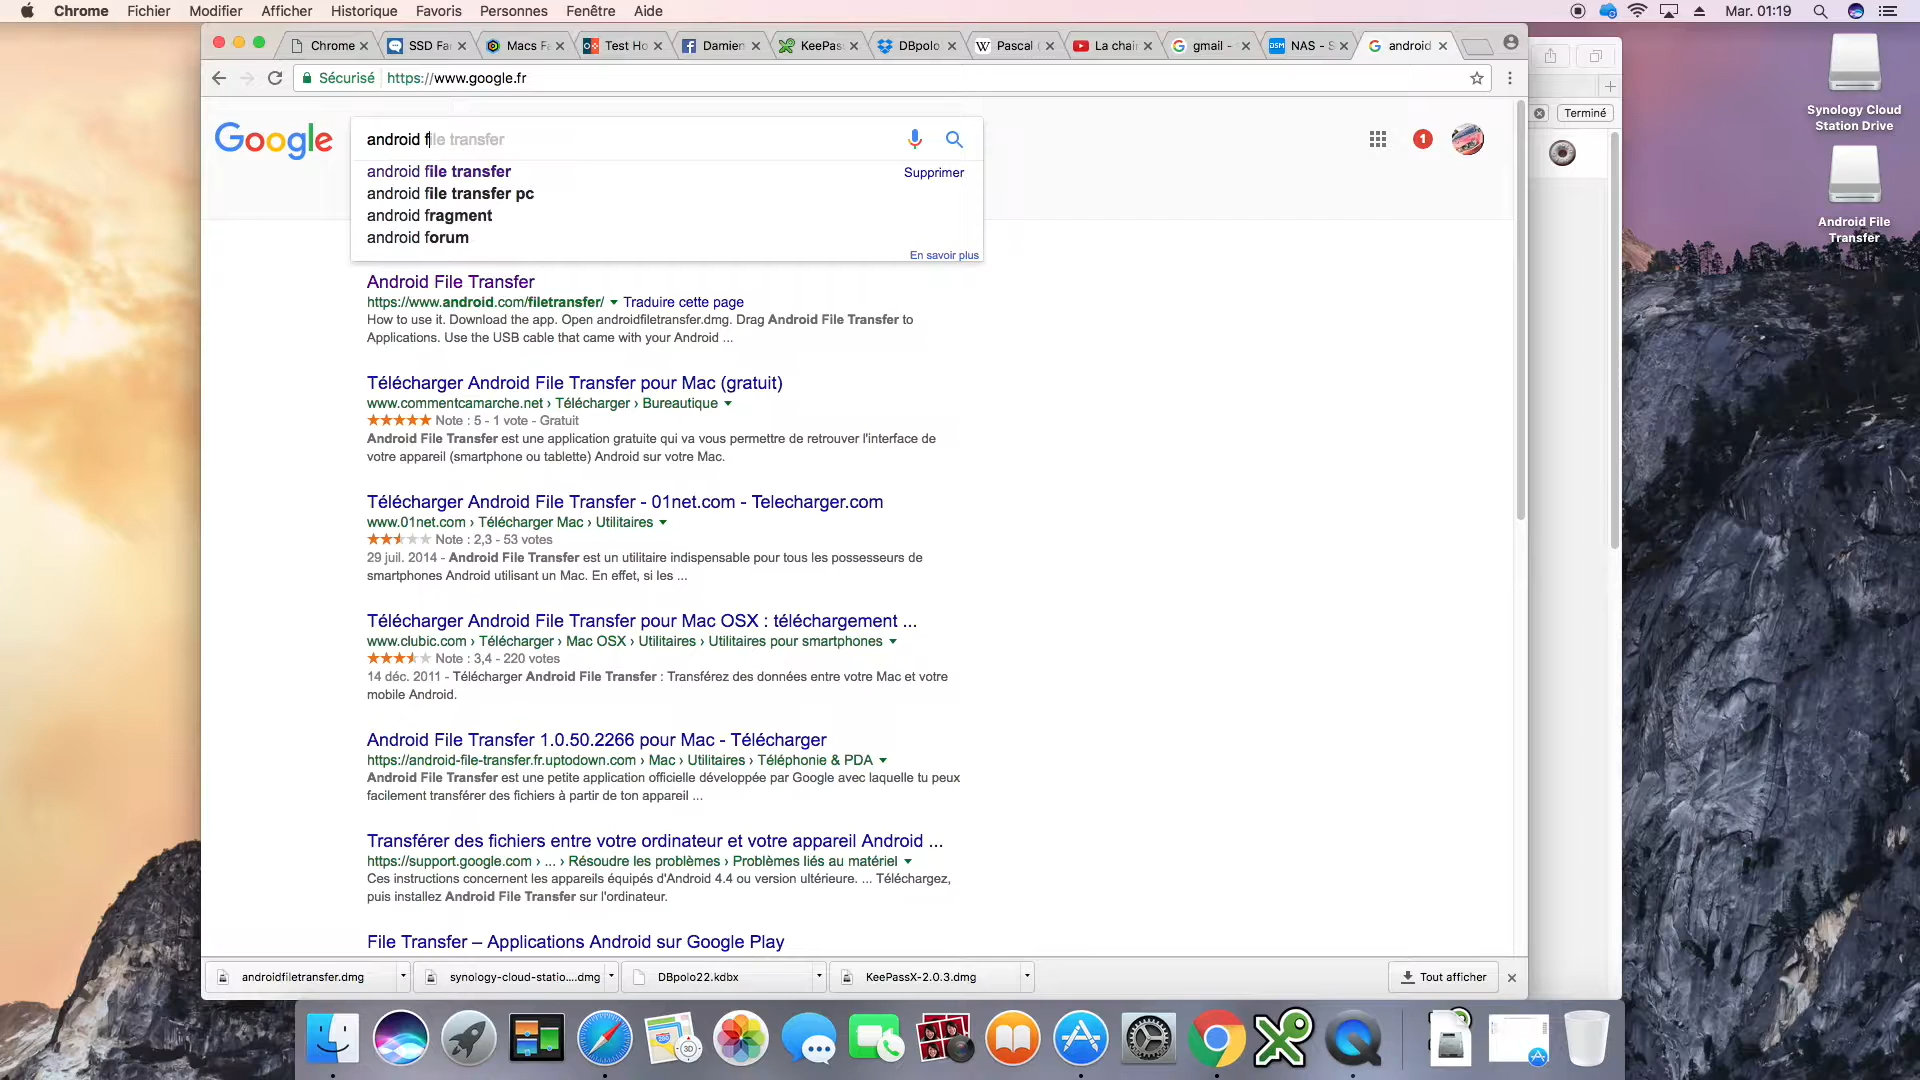 Chrome Fichier Modifier Afficher Historique Favoris Personnes Fenêtre Aide Mar. 01:19
Chrome SSD Fa Macs Fa Test Ho Damien KeePas DBpolo Pascal La chai gmail - NAS - S android
Sécurisé https://www.google.fr
Terminé
Synology Cloud
Station Drive
Android File
Transfer
Google
android file transfer
1
android file transfer
Supprimer
android file transfer pc
android fragment
android forum
En savoir plus
Android File Transfer
https://www.android.com/filetransfer/ Traduire cette page
How to use it. Download the app. Open androidfiletransfer.dmg. Drag Android File Transfer to
Applications. Use the USB cable that came with your Android ...
Télécharger Android File Transfer pour Mac (gratuit)
www.commentcamarche.net › Télécharger › Bureautique
Note : 5 - 1 vote - Gratuit
Android File Transfer est une application gratuite qui va vous permettre de retrouver l'interface de
votre appareil (smartphone ou tablette) Android sur votre Mac.
Télécharger Android File Transfer - 01net.com - Telecharger.com
www.01net.com › Télécharger Mac › Utilitaires
Note : 2,3 - 53 votes
29 juil. 2014 - Android File Transfer est un utilitaire indispensable pour tous les possesseurs de
smartphones Android utilisant un Mac. En effet, si les ...
Télécharger Android File Transfer pour Mac OSX : téléchargement ...
www.clubic.com › Télécharger › Mac OSX › Utilitaires › Utilitaires pour smartphones
Note : 3,4 - 220 votes
14 déc. 2011 - Télécharger Android File Transfer : Transférez des données entre votre Mac et votre
mobile Android.
Android File Transfer 1.0.50.2266 pour Mac - Télécharger
https://android-file-transfer.fr.uptodown.com › Mac › Utilitaires › Téléphonie & PDA
Android File Transfer est une petite application officielle développée par Google avec laquelle tu peux
facilement transférer des fichiers à partir de ton appareil ...
Transférer des fichiers entre votre ordinateur et votre appareil Android ...
https://support.google.com › ... › Résoudre les problèmes › Problèmes liés au matériel
Ces instructions concernent les appareils équipés d'Android 4.4 ou version ultérieure. ... Téléchargez,
puis installez Android File Transfer sur l'ordinateur.
File Transfer – Applications Android sur Google Play
androidfiletransfer.dmg synology-cloud-statio....dmg DBpolo22.kdbx KeePassX-2.0.3.dmg Tout afficher